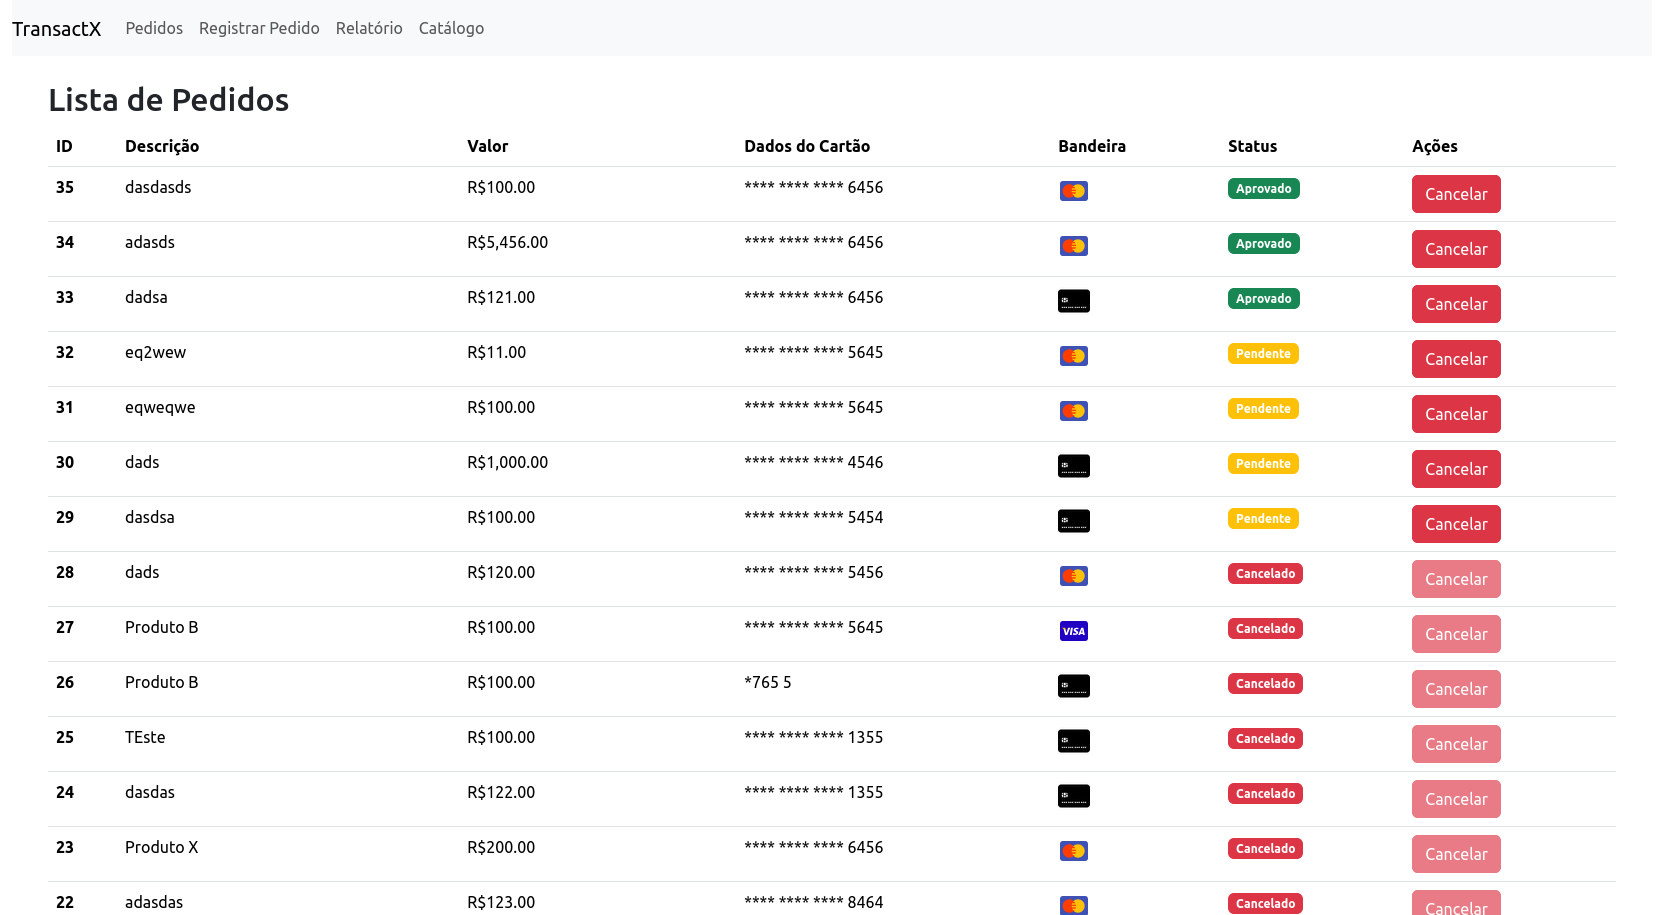 TransactX Pedidos Registrar Pedido Relatório Catálogo
Lista de Pedidos
ID Descrição Valor Dados do Cartão Bandeira Status Ações
35 dasdasds R$100.00 **** **** **** 6456 Aprovado Cancelar
34 adasds R$5,456.00 **** **** **** 6456 Aprovado Cancelar
33 dadsa R$121.00 **** **** **** 6456 Aprovado Cancelar
32 eq2wew R$11.00 **** **** **** 5645 Pendente Cancelar
31 eqweqwe R$100.00 **** **** **** 5645 Pendente Cancelar
30 dads R$1,000.00 **** **** **** 4546 Pendente Cancelar
29 dasdsa R$100.00 **** **** **** 5454 Pendente Cancelar
28 dads R$120.00 **** **** **** 5456 Cancelado Cancelar
27 Produto B R$100.00 **** **** **** 5645 VISA Cancelado Cancelar
26 Produto B R$100.00 *765 5 Cancelado Cancelar
25 TEste R$100.00 **** **** **** 1355 Cancelado Cancelar
24 dasdas R$122.00 **** **** **** 1355 Cancelado Cancelar
23 Produto X R$200.00 **** **** **** 6456 Cancelado Cancelar
22 adasdas R$123.00 **** **** **** 8464 Cancelado Cancelar